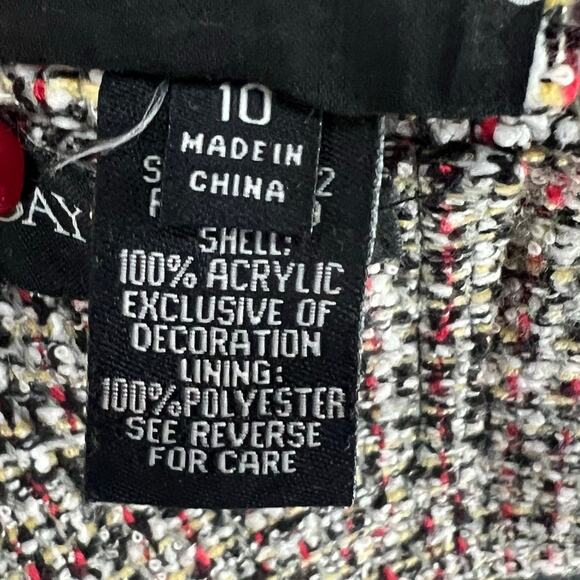 10
MADE IN
CHINA
SHELL:
100% ACRYLIC
EXCLUSIVE OF
DECORATION
LINING:
100%POLYESTER
SEE REVERSE
FOR CARE